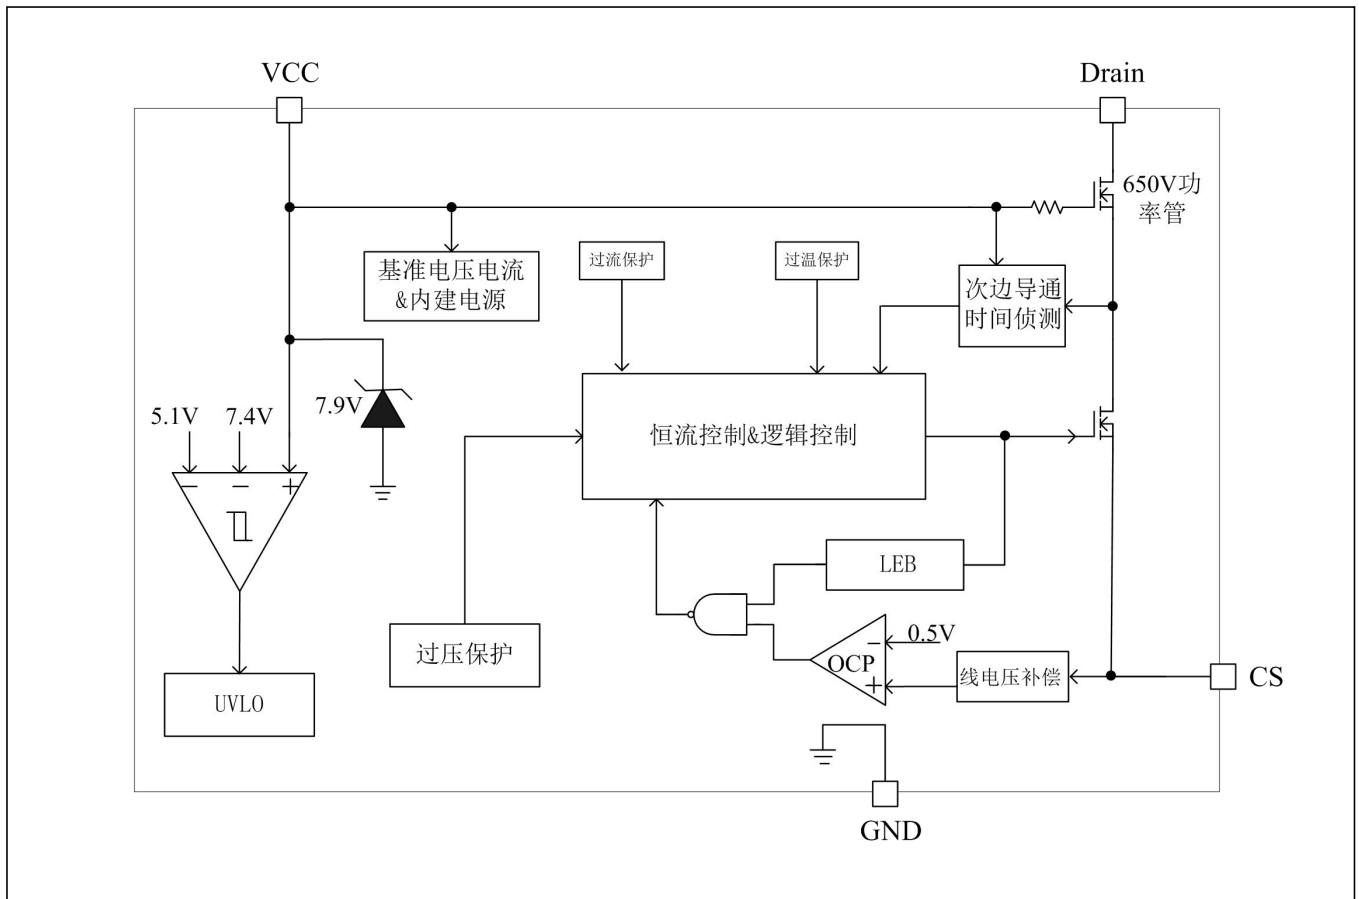 VCC
Drain
650V功
率管
基准电压电流
&内建电源
过流保护
过温保护
次边导通
时间侦测
5.1V
7.4V
7.9V
恒流控制&逻辑控制
LEB
过压保护
0.5V
OCP
线电压补偿
CS
UVLO
GND